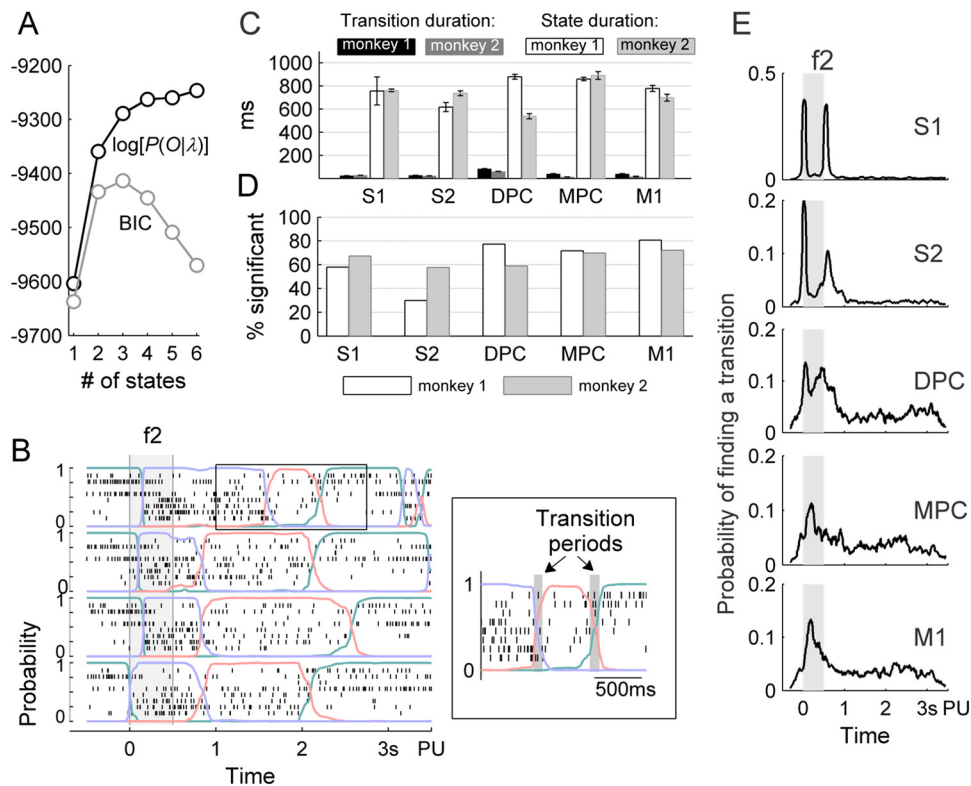 A
-9200
-9300
-9400
-9500
-9600
-9700
log[P(O|λ)]
BIC
1 2 3 4 5 6
# of states
C
Transition duration:
State duration:
monkey 1
monkey 2
monkey 1
monkey 2
1000
800
600
400
200
ms
S1 S2 DPC MPC M1
D
100
80
60
40
20
0
% significant
S1 S2 DPC MPC M1
monkey 1
monkey 2
B
f2
1
0
1
0
1
0
1
0
Probability
0 1 2 3s PU
Time
Transition
periods
1
0
500ms
E
f2
0.5
0
S1
0.2
0.1
0
S2
0.2
0.1
0
DPC
0.2
0.1
0
MPC
0.2
0.1
0
M1
Probability of finding a transition
0 1 2 3s PU
Time